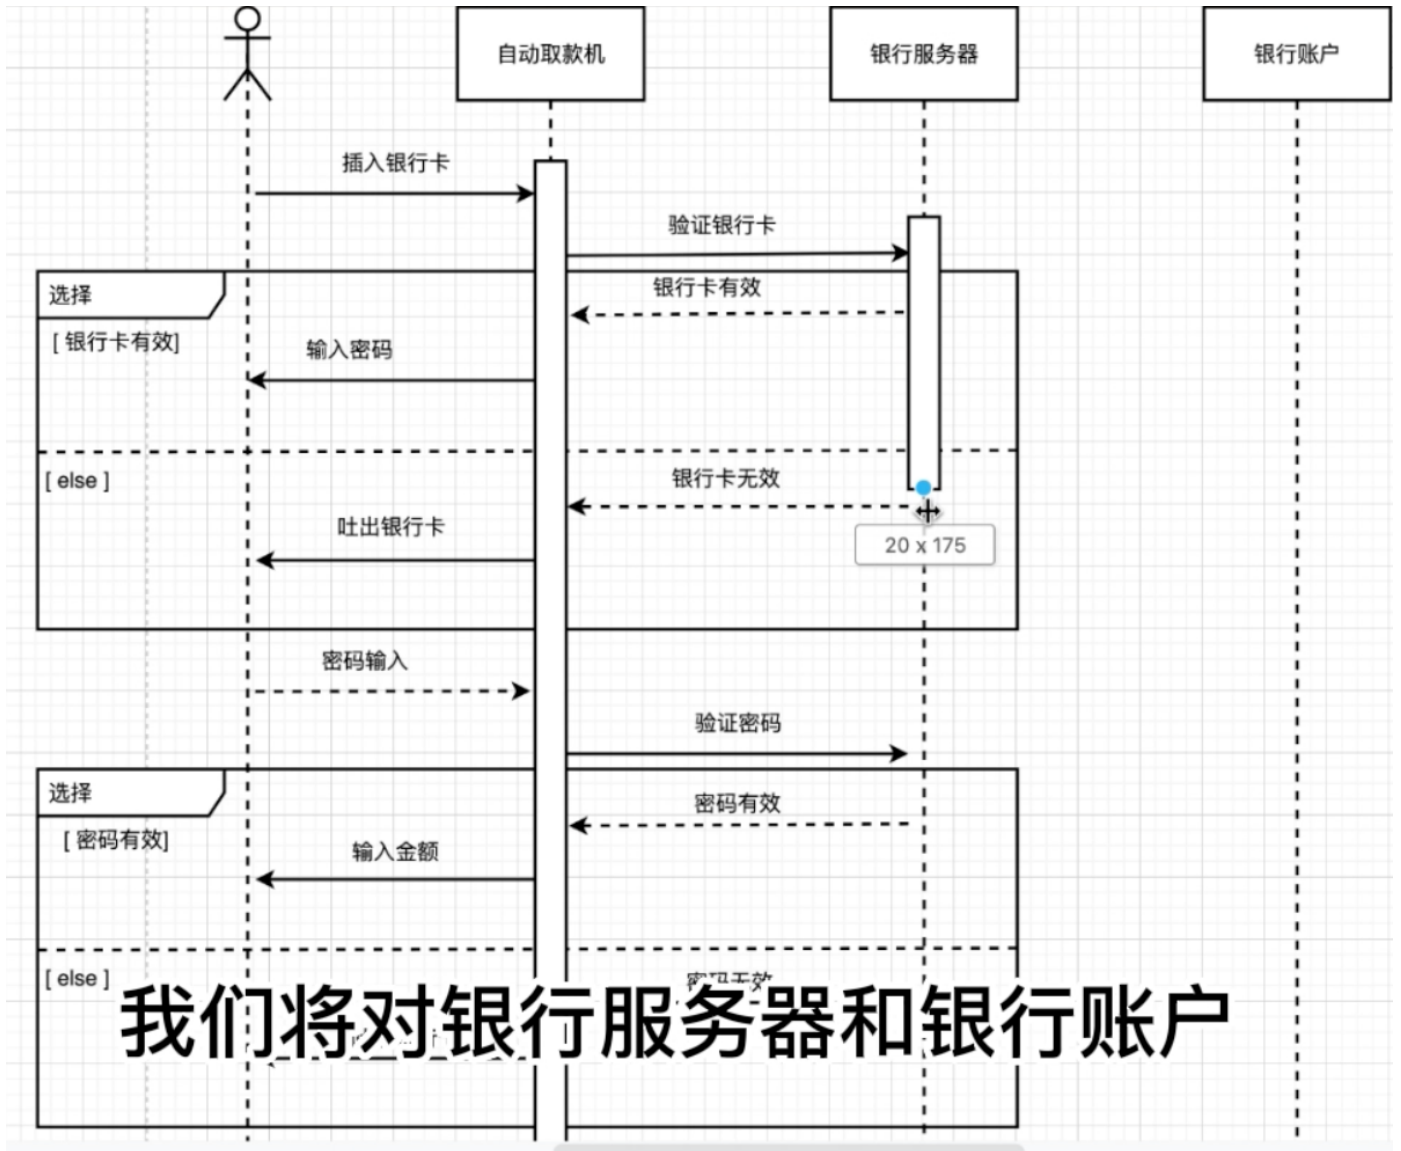 自动取款机
银行服务器
银行账户
插入银行卡
验证银行卡
选择
银行卡有效
[ 银行卡有效]
输入密码
[ else ]
银行卡无效
吐出银行卡
20 x 175
密码输入
验证密码
选择
密码有效
[ 密码有效]
输入金额
[ else ]
密码无效
我们将对银行服务器和银行账户